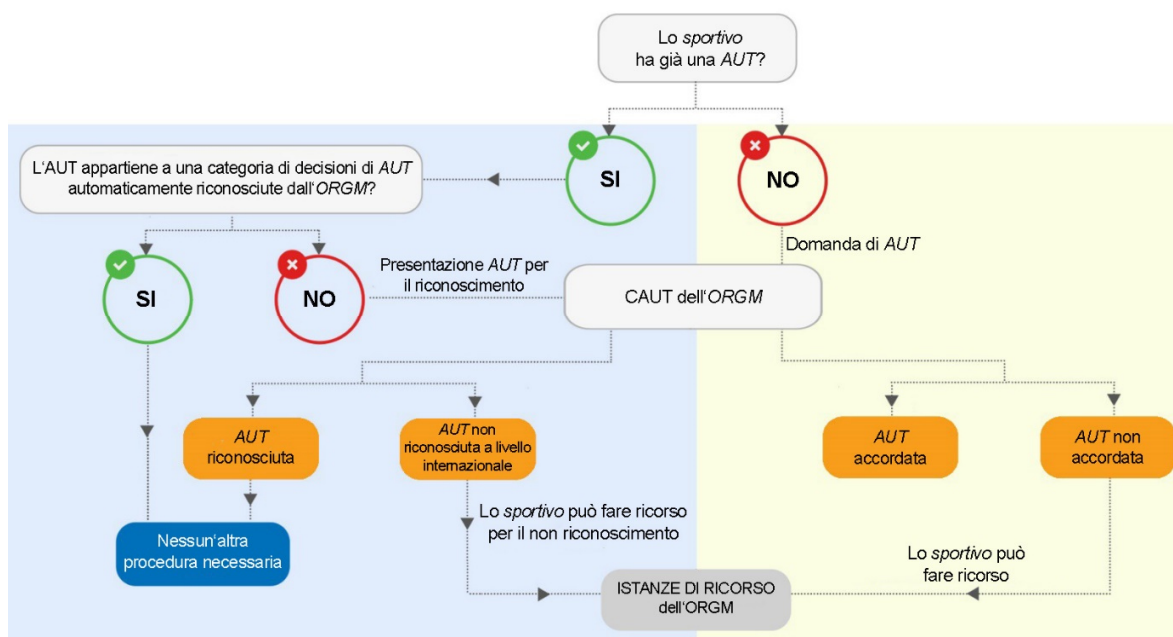 Lo sportivo
ha già una AUT?
SI
NO
L‘AUT appartiene a una categoria di decisioni di AUT
automaticamente riconosciute dall‘ORGM?
SI
NO
Presentazione AUT per
il riconoscimento
Domanda di AUT
CAUT dell‘ORGM
AUT
riconosciuta
AUT non
riconosciuta a livello
internazionale
AUT
accordata
AUT non
accordata
Nessun‘altra
procedura necessaria
Lo sportivo può fare ricorso
per il non riconoscimento
Lo sportivo può
fare ricorso
ISTANZE DI RICORSO
dell‘ORGM